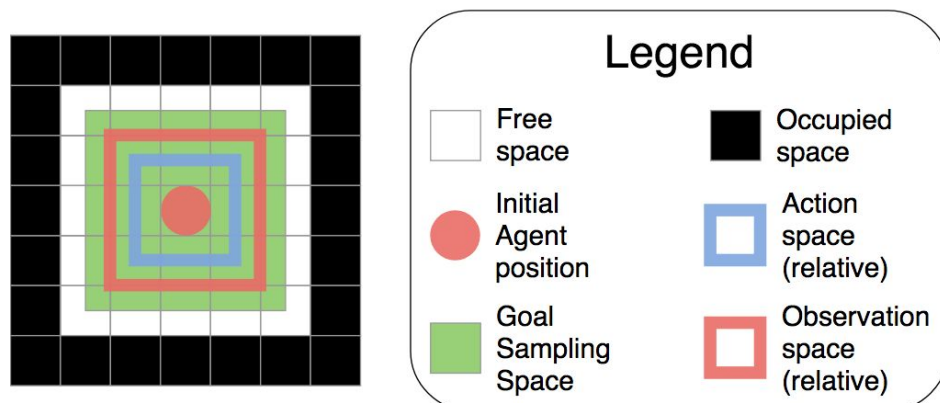 Legend
Free
space
Occupied
space
Initial
Agent
position
Action
space
(relative)
Goal
Sampling
Space
Observation
space
(relative)